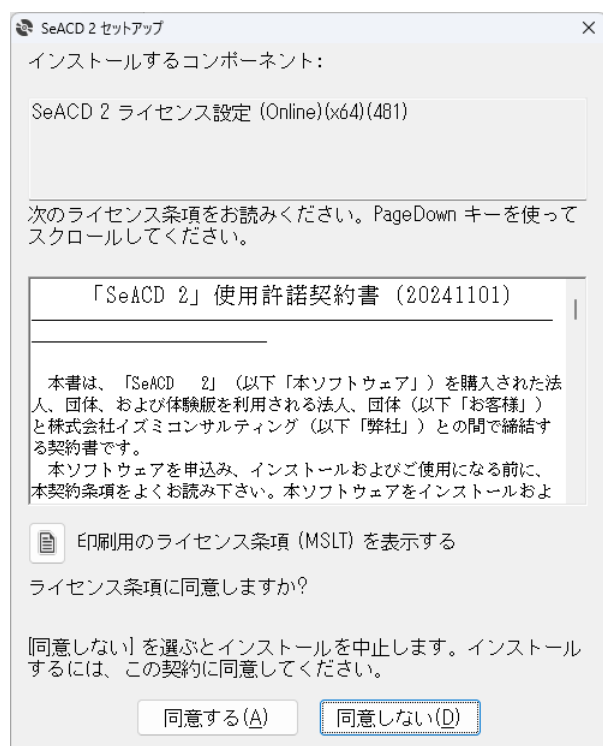 SeACD 2 セットアップ
インストールするコンポーネント:
SeACD 2 ライセンス設定 (Online)(x64)(481)
次のライセンス条項をお読みください。PageDown キーを使って
スクロールしてください。
「SeACD 2」使用許諾契約書 (20241101)
本書は、「SeACD　2」（以下「本ソフトウェア」）を購入された法
人、団体、および体験版を利用される法人、団体（以下「お客様」）
と株式会社イズミコンサルティング（以下「弊社」）との間で締結す
る契約書です。
本ソフトウェアを申込み、インストールおよびご使用になる前に、
本契約条項をよくお読み下さい。本ソフトウェアをインストールおよ
印刷用のライセンス条項 (MSLT) を表示する
ライセンス条項に同意しますか?
[同意しない] を選ぶとインストールを中止します。インストール
するには、この契約に同意してください。
同意する(A)
同意しない(D)